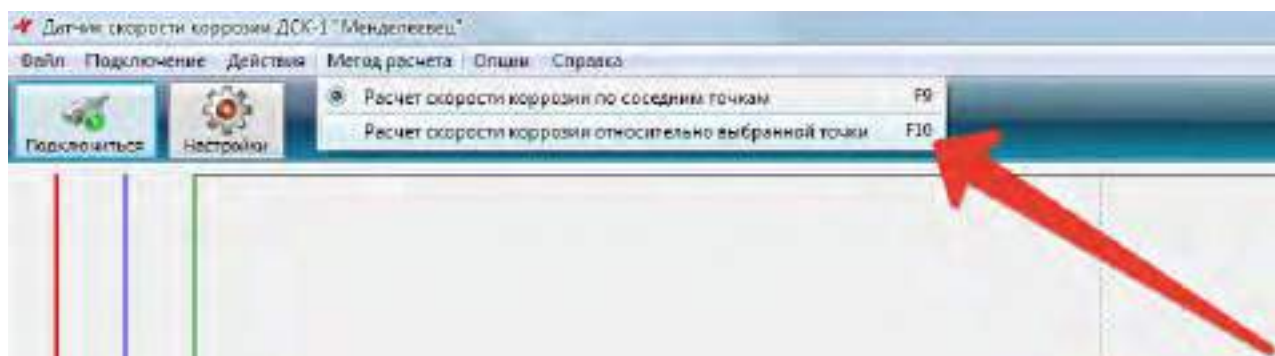 Датчик скорости коррозии ДСК-1 "Менделеевец"
Файл Подключение Действия Метод расчета Опции Справка
Расчет скорости коррозии по соседним точкам F9
Расчет скорости коррозии относительно выбранной точки F10
Подключиться Настройки